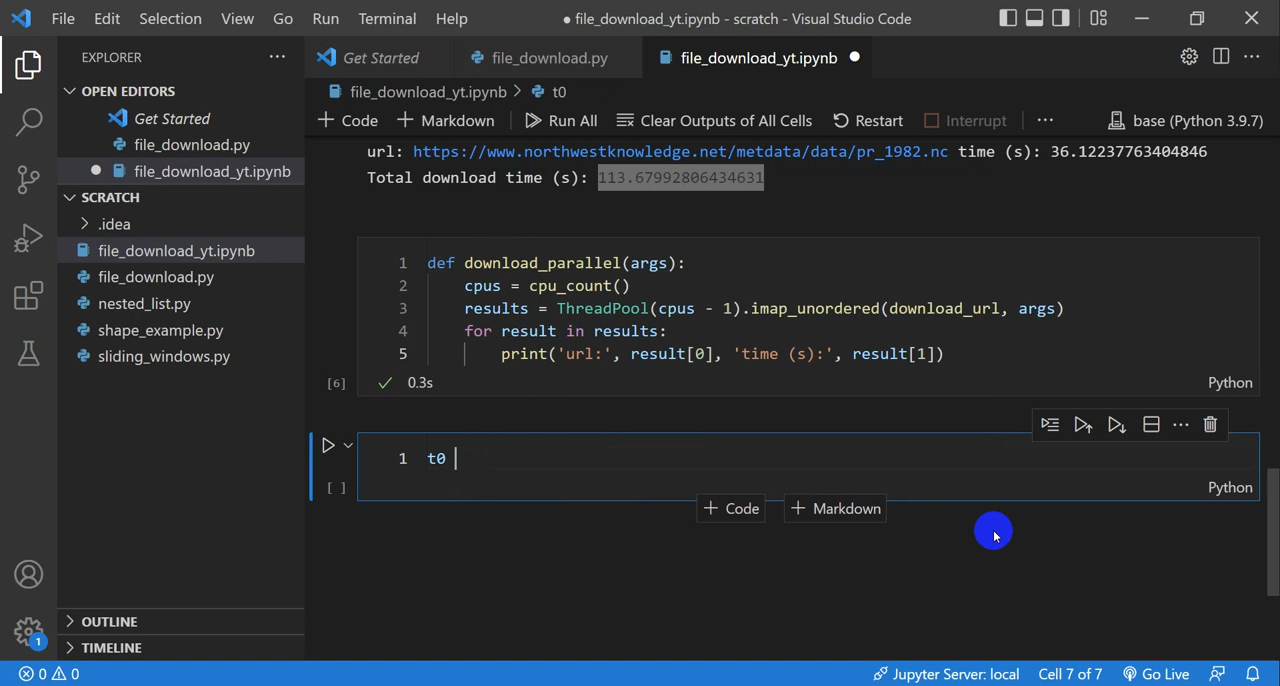 File Edit Selection View Go Run Terminal Help
● file_download_yt.ipynb - scratch - Visual Studio Code
EXPLORER
OPEN EDITORS
Get Started
file_download.py
● file_download_yt.ipynb
SCRATCH
.idea
file_download_yt.ipynb
file_download.py
nested_list.py
shape_example.py
sliding_windows.py
OUTLINE
TIMELINE
1
Get Started file_download.py file_download_yt.ipynb ●
file_download_yt.ipynb > t0
+ Code + Markdown Run All Clear Outputs of All Cells Restart Interrupt ... base (Python 3.9.7)
url: https://www.northwestknowledge.net/metdata/data/pr_1982.nc time (s): 36.12237763404846
Total download time (s): 113.67992806434631
1 def download_parallel(args):
2 cpus = cpu_count()
3 results = ThreadPool(cpus - 1).imap_unordered(download_url, args)
4 for result in results:
5 print('url:', result[0], 'time (s):', result[1])
[6] ✓ 0.3s Python
1 t0
[ ] Python
+ Code + Markdown
0 0 Jupyter Server: local Cell 7 of 7 Go Live